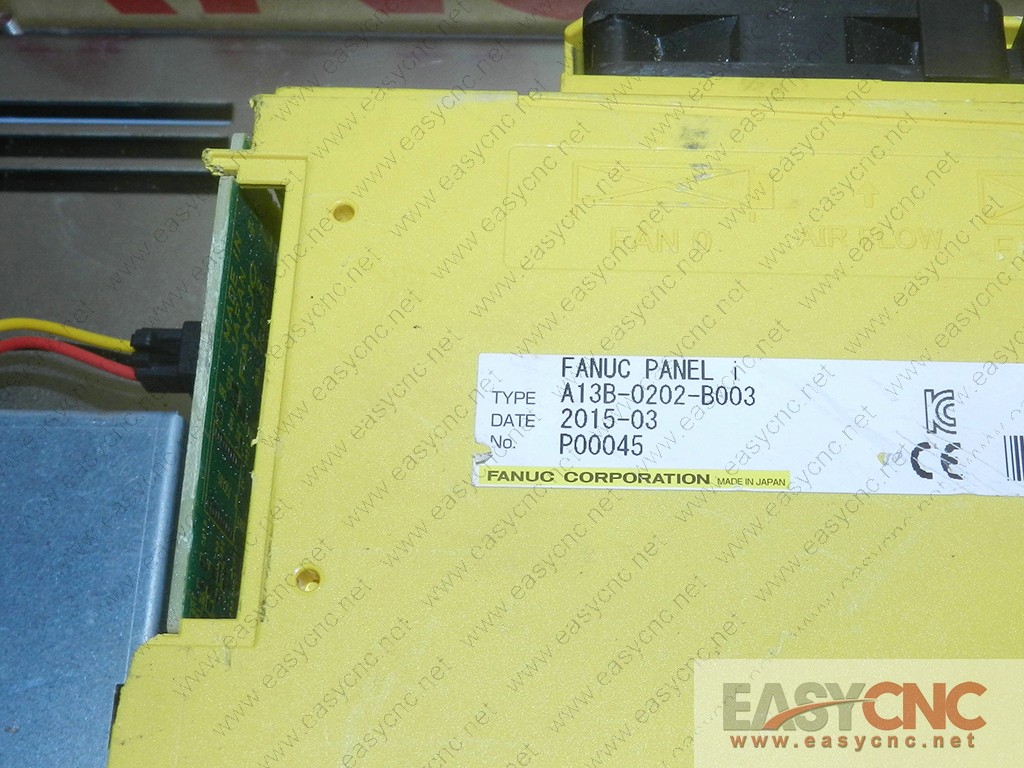 FAN 0
AIR FLOW
F
FANUC PANEL i
TYPE A13B-0202-B003
DATE 2015-03
No. P00045
FANUC CORPORATION MADE IN JAPAN
CE
EASYCNC
www.easycnc.net